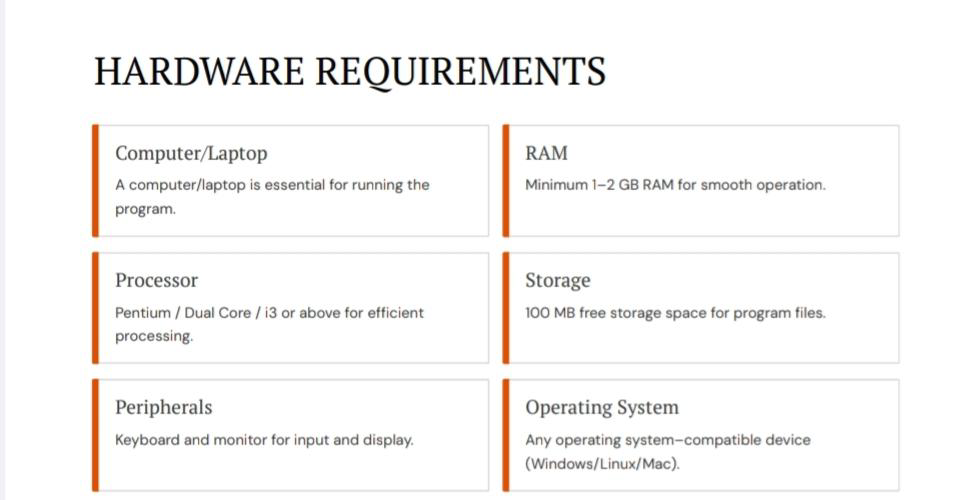 HARDWARE REQUIREMENTS
Computer/Laptop
A computer/laptop is essential for running the
program.
RAM
Minimum 1–2 GB RAM for smooth operation.
Processor
Pentium / Dual Core / i3 or above for efficient
processing.
Storage
100 MB free storage space for program files.
Peripherals
Keyboard and monitor for input and display.
Operating System
Any operating system–compatible device
(Windows/Linux/Mac).